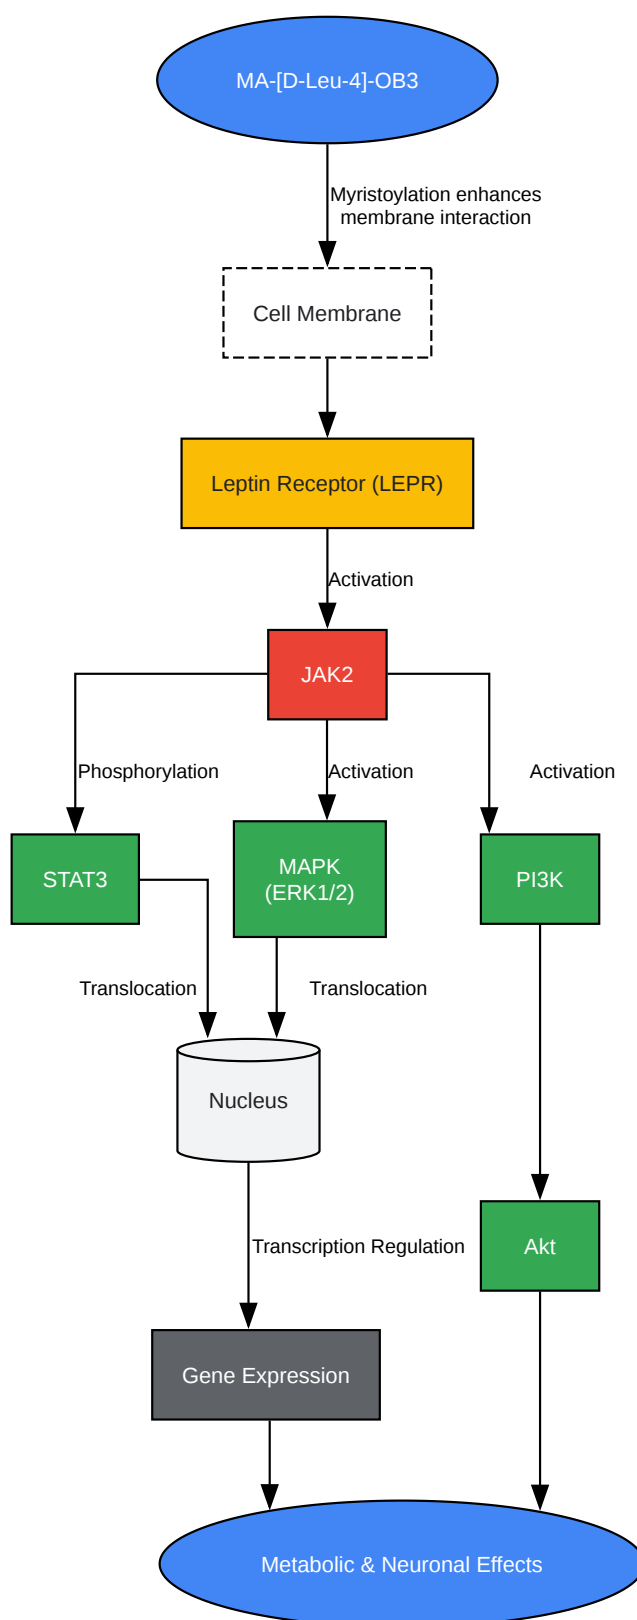 MA-[D-Leu-4]-OB3
Myristoylation enhances
membrane interaction
Cell Membrane
Leptin Receptor (LEPR)
Activation
JAK2
Phosphorylation
Activation
Activation
STAT3
MAPK
(ERK1/2)
PI3K
Translocation
Translocation
Nucleus
Transcription Regulation
Akt
Gene Expression
Metabolic & Neuronal Effects